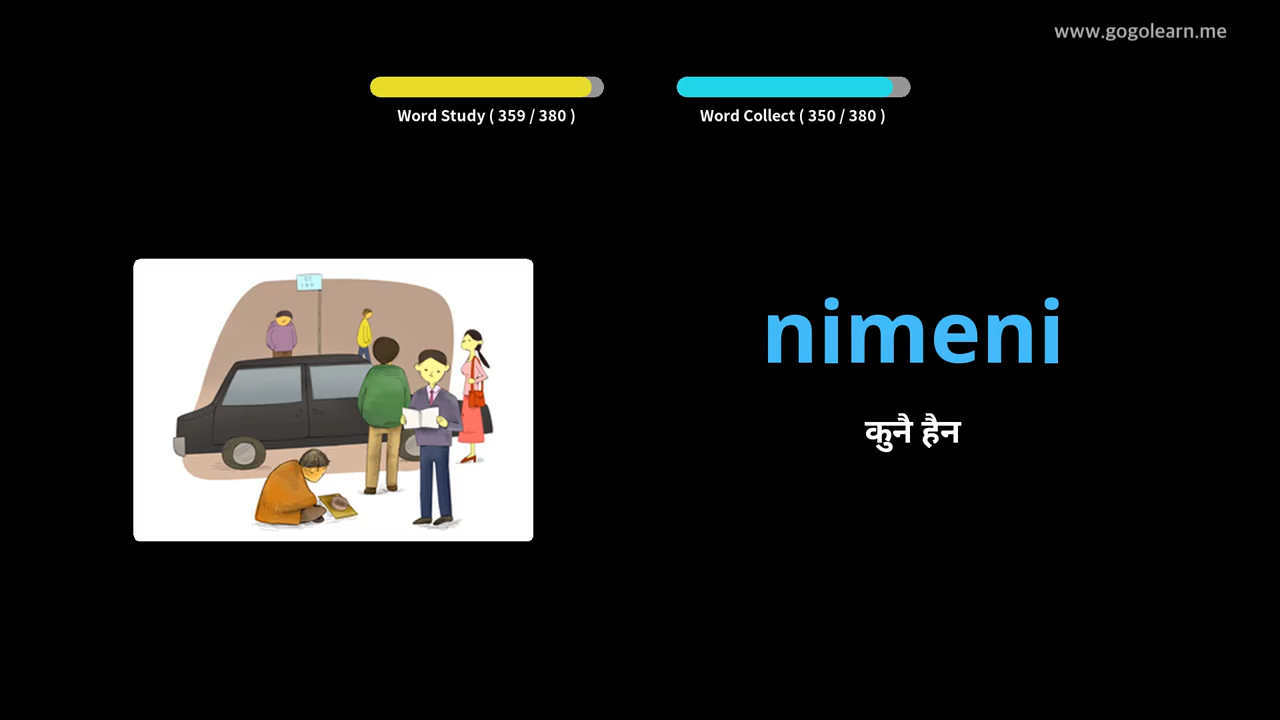 www.gogolearn.me
Word Study ( 359 / 380 )
Word Collect ( 350 / 380 )
nimeni
कुनै हैन